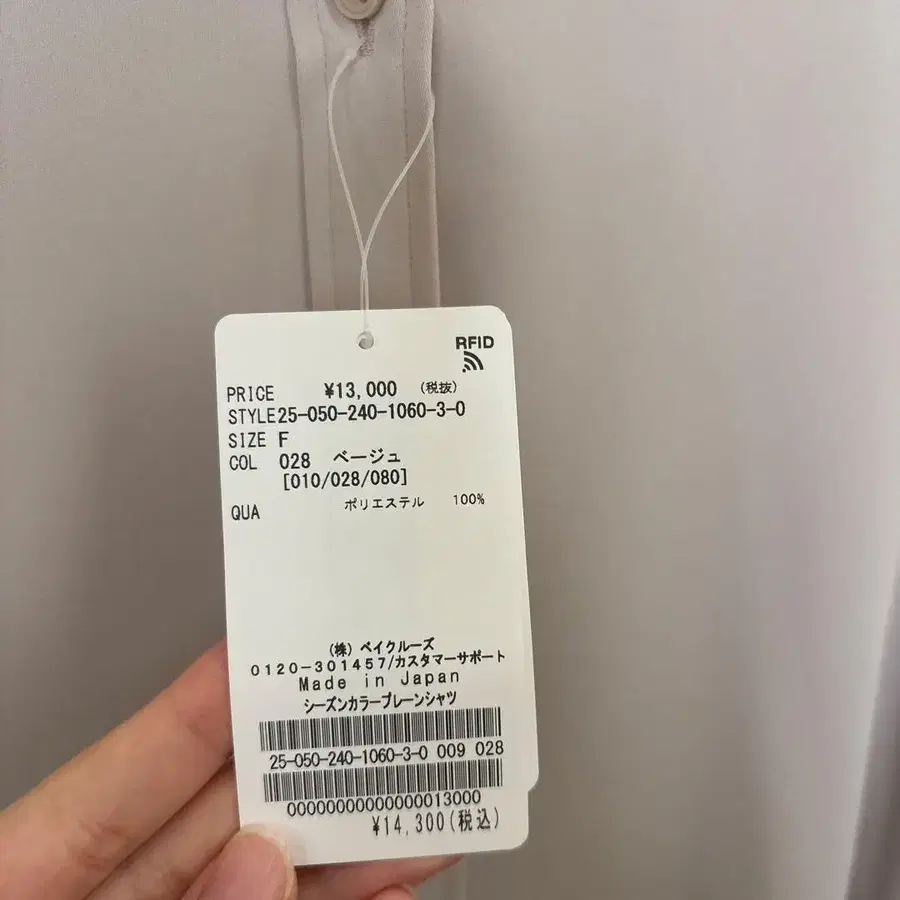 RFID
PRICE ¥13,000 (税抜)
STYLE25-050-240-1060-3-0
SIZE F
COL 028 ベージュ
[010/028/080]
QUA ポリエステル 100%
(株) ベイクルーズ
0120-301457/カスタマーサポート
Made in Japan
シーズンカラープレーンシャツ
25-050-240-1060-3-0 009 028
00000000000000013000
¥14,300(税込)